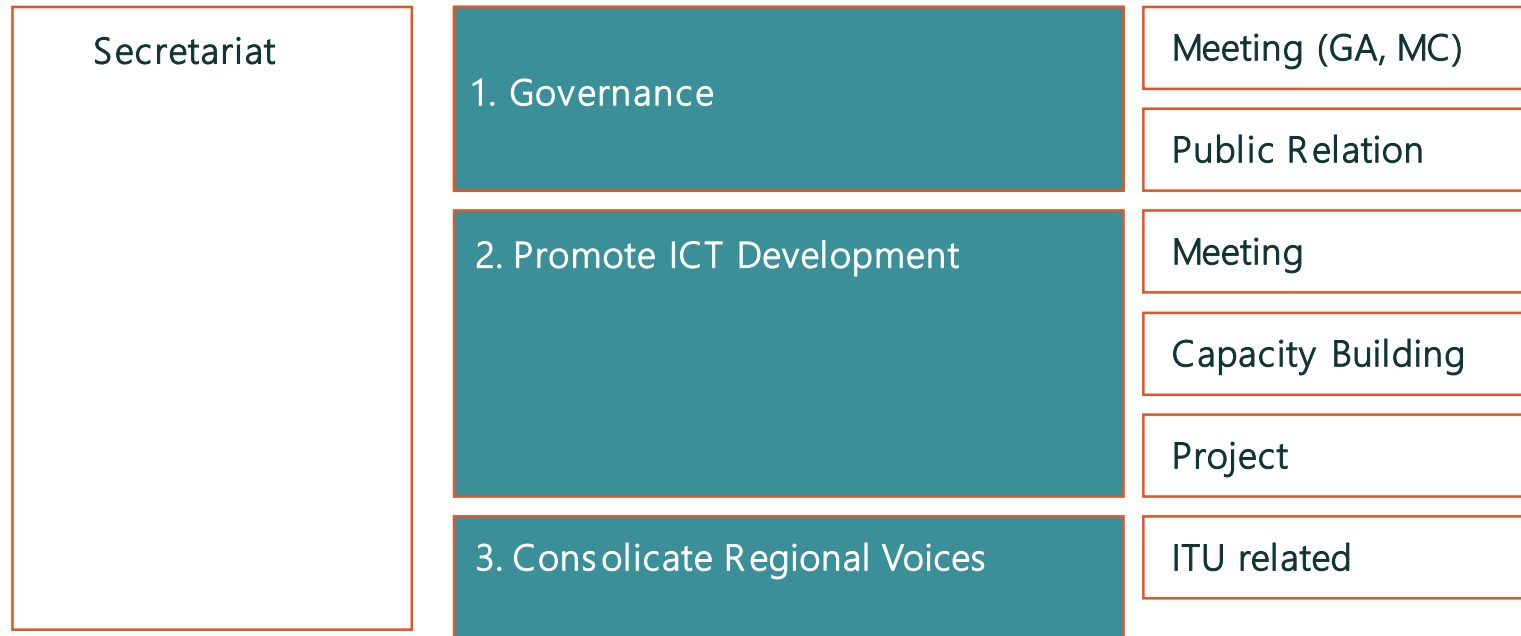 Secretariat
1. Governance
Meeting (GA, MC)
Public Relation
2. Promote ICT Development
Meeting
Capacity Building
Project
3. Consolicate Regional Voices
ITU related